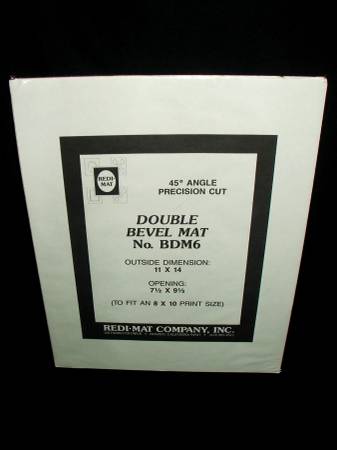 REDI-
MAT
45° ANGLE
PRECISION CUT
DOUBLE
BEVEL MAT
No. BDM6
OUTSIDE DIMENSION:
11 X 14
OPENING:
7½ X 9½
(TO FIT AN 8 X 10 PRINT SIZE)
REDI-MAT COMPANY, INC.